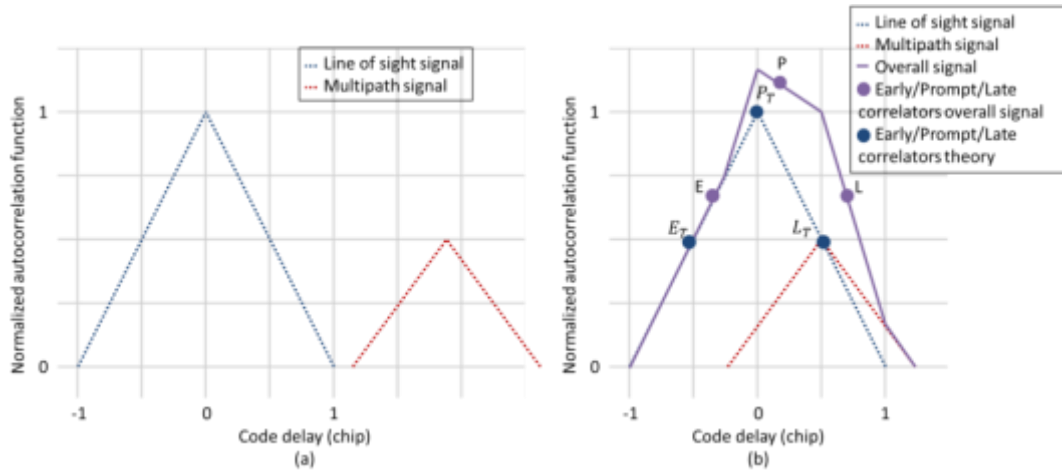 Line of sight signal
Multipath signal
Normalized autocorrelation function
1
0
-1
0
1
Code delay (chip)
(a)
Line of sight signal
Multipath signal
Overall signal
Early/Prompt/Late
correlators overall signal
Early/Prompt/Late
correlators theory
Normalized autocorrelation function
1
0
P
P_T
E
L
E_T
L_T
-1
0
1
Code delay (chip)
(b)